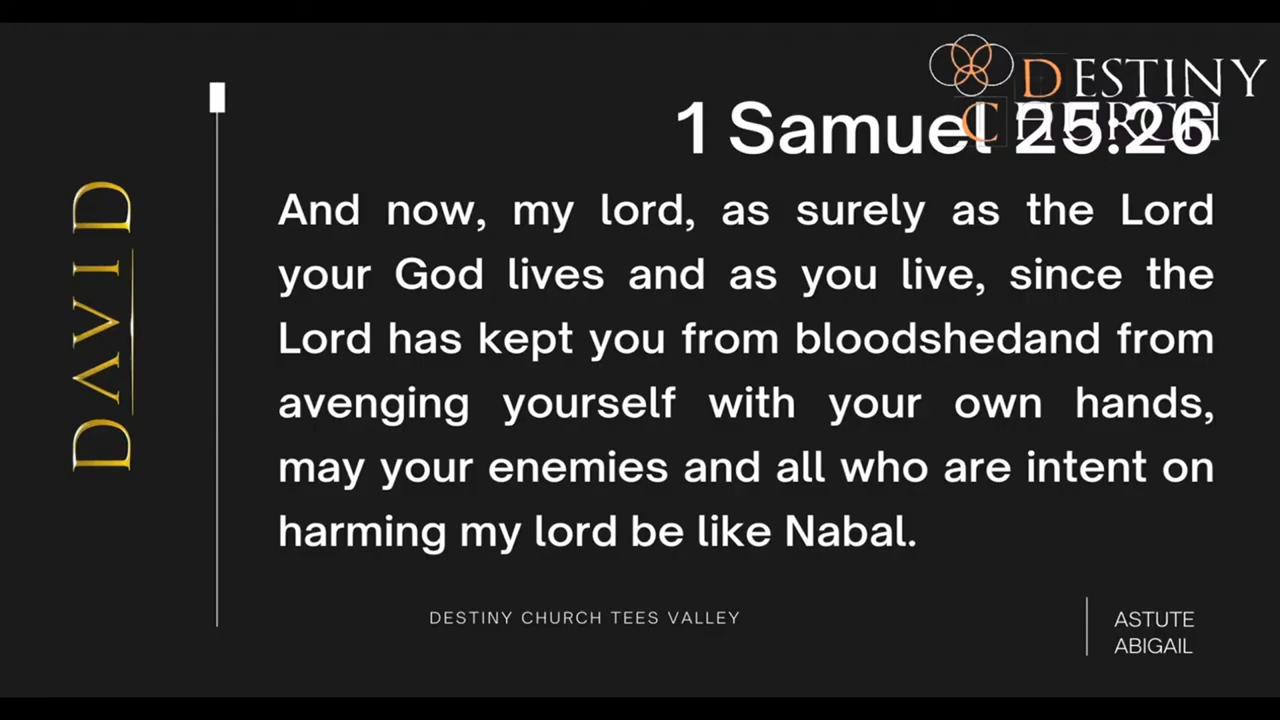 DESTINY
CHURCH
1 Samuel 25:26
DAVID
And now, my lord, as surely as the Lord
your God lives and as you live, since the
Lord has kept you from bloodshedand from
avenging yourself with your own hands,
may your enemies and all who are intent on
harming my lord be like Nabal.
DESTINY CHURCH TEES VALLEY
ASTUTE
ABIGAIL